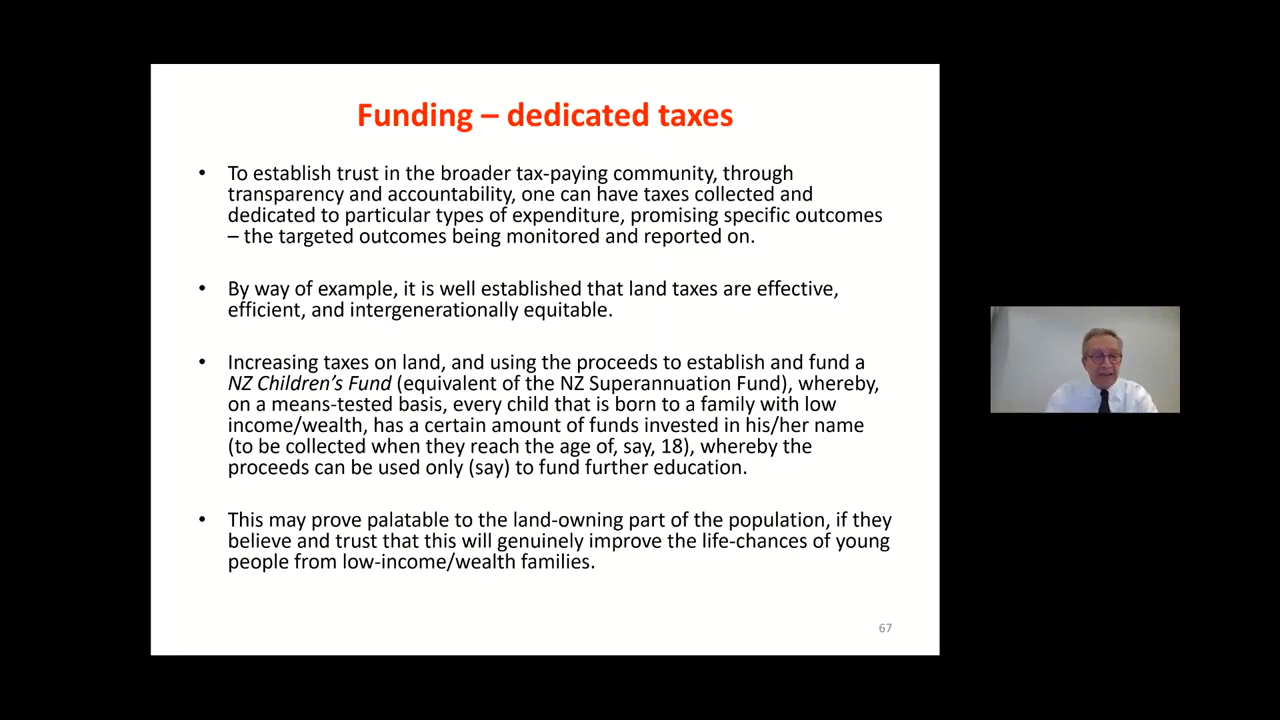 Funding – dedicated taxes
• To establish trust in the broader tax-paying community, through
transparency and accountability, one can have taxes collected and
dedicated to particular types of expenditure, promising specific outcomes
– the targeted outcomes being monitored and reported on.
• By way of example, it is well established that land taxes are effective,
efficient, and intergenerationally equitable.
• Increasing taxes on land, and using the proceeds to establish and fund a
NZ Children’s Fund (equivalent of the NZ Superannuation Fund), whereby,
on a means-tested basis, every child that is born to a family with low
income/wealth, has a certain amount of funds invested in his/her name
(to be collected when they reach the age of, say, 18), whereby the
proceeds can be used only (say) to fund further education.
• This may prove palatable to the land-owning part of the population, if they
believe and trust that this will genuinely improve the life-chances of young
people from low-income/wealth families.
67